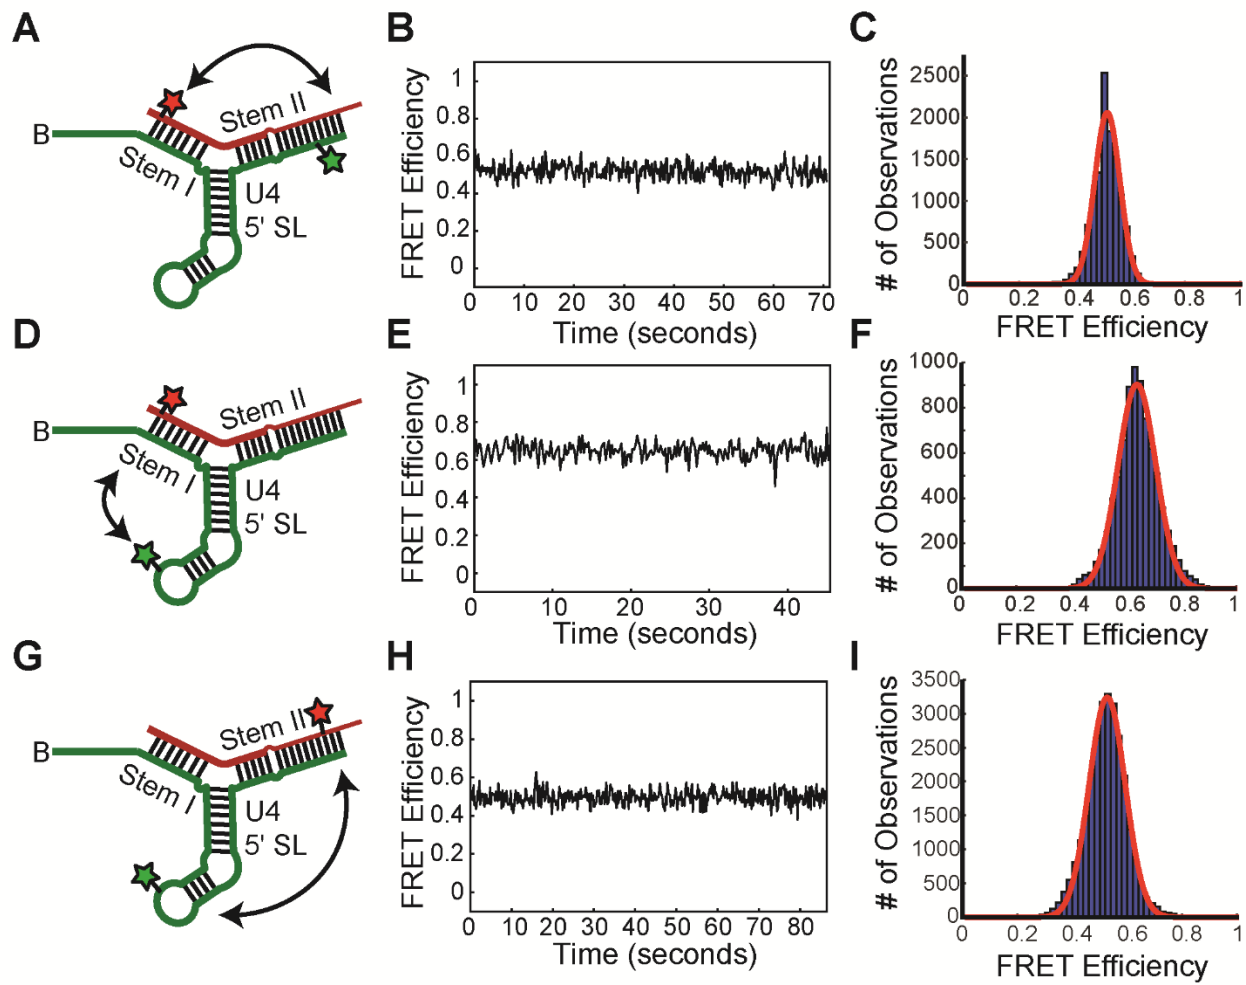 A
B
Stem II
Stem I
U4
5' SL
B
FRET Efficiency
1
0.8
0.6
0.4
0.2
0
0 10 20 30 40 50 60 70
Time (seconds)
C
# of Observations
2500
2000
1500
1000
500
0
0 0.2 0.4 0.6 0.8 1
FRET Efficiency
D
B
Stem II
Stem I
U4
5' SL
E
FRET Efficiency
1
0.8
0.6
0.4
0.2
0
0 10 20 30 40
Time (seconds)
F
# of Observations
1000
800
600
400
200
0
0 0.2 0.4 0.6 0.8 1
FRET Efficiency
G
B
Stem II
Stem I
U4
5' SL
H
FRET Efficiency
1
0.8
0.6
0.4
0.2
0
0 10 20 30 40 50 60 70 80
Time (seconds)
I
# of Observations
3500
3000
2500
2000
1500
1000
500
0
0 0.2 0.4 0.6 0.8 1
FRET Efficiency